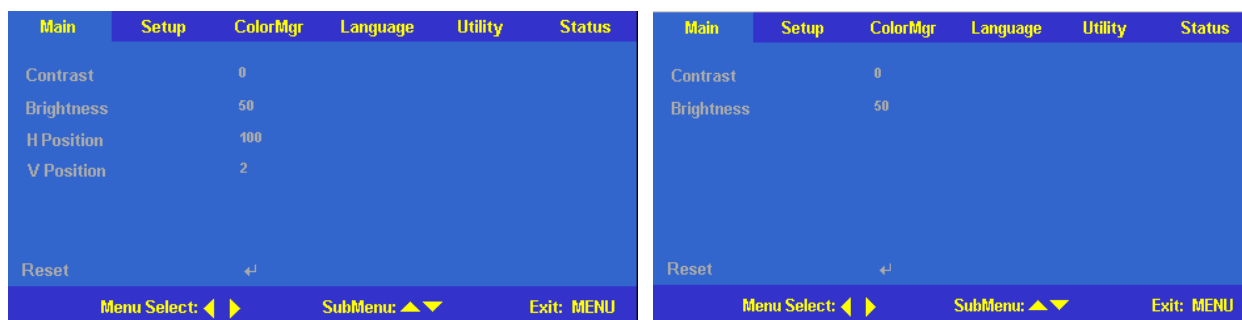 Main Setup ColorMgr Language Utility Status
Contrast 0
Brightness 50
H Position 100
V Position 2
Reset ↵
Menu Select: ◀ ▶ SubMenu: ▲▼ Exit: MENU
Main Setup ColorMgr Language Utility Status
Contrast 0
Brightness 50
Reset ↵
Menu Select: ◀ ▶ SubMenu: ▲▼ Exit: MENU